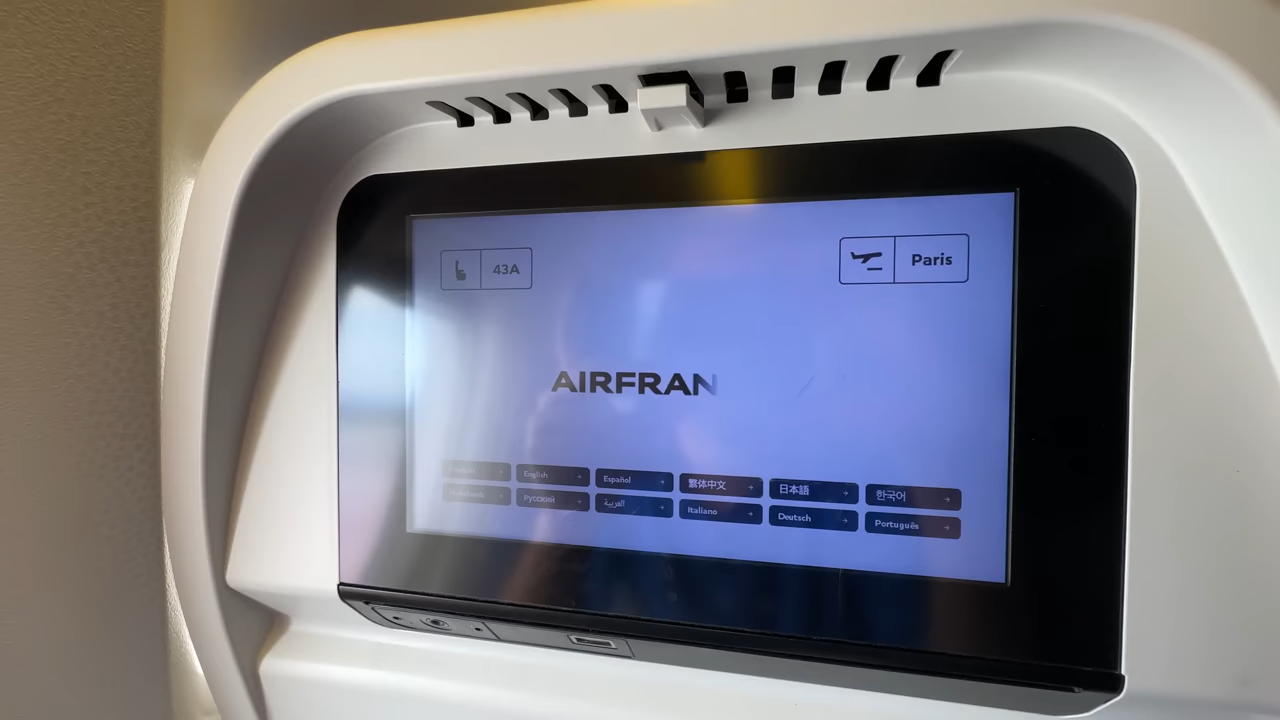 43A
Paris
AIRFRAN
English
Español
繁体中文
日本語
한국어
Русский
العربية
Italiano
Deutsch
Português